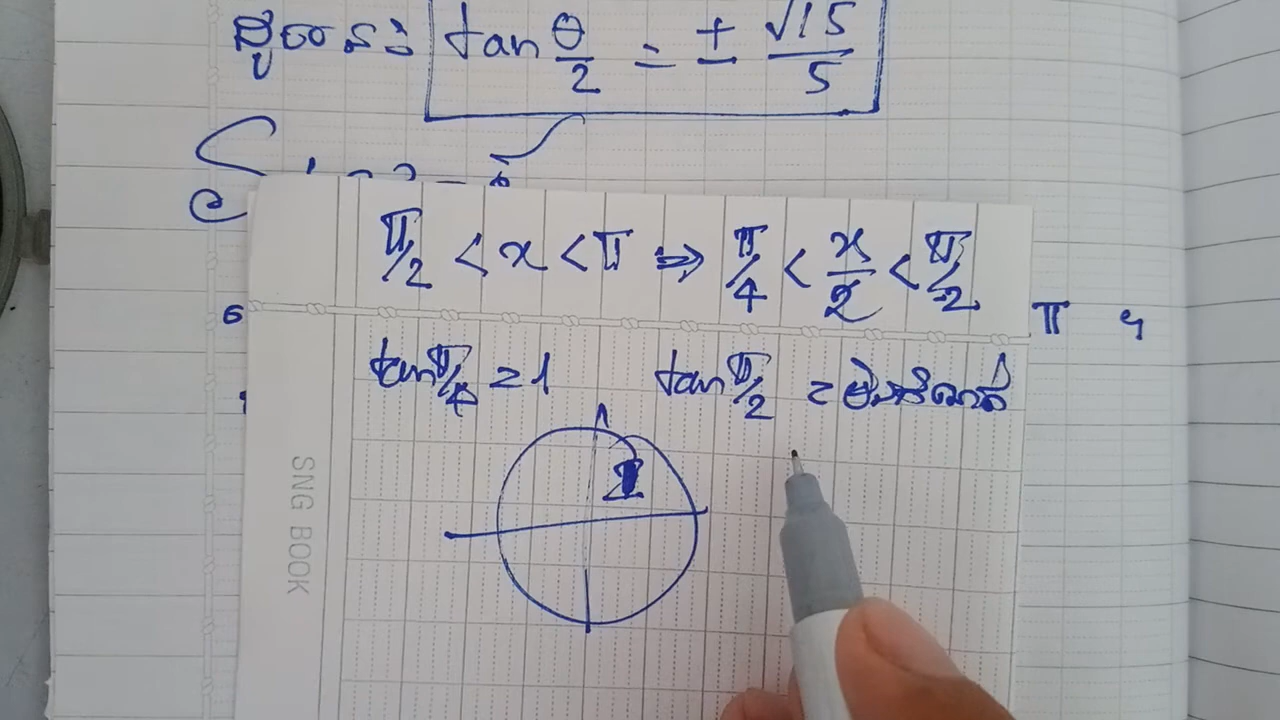 ដូចនេះ tan θ/2 = ± √15/5
π/2 < x < π ⇒ π/4 < x/2 < π/2
π
tan π/4 = 1 tan π/2 = មិនកំណត់
I
SNG BOOK